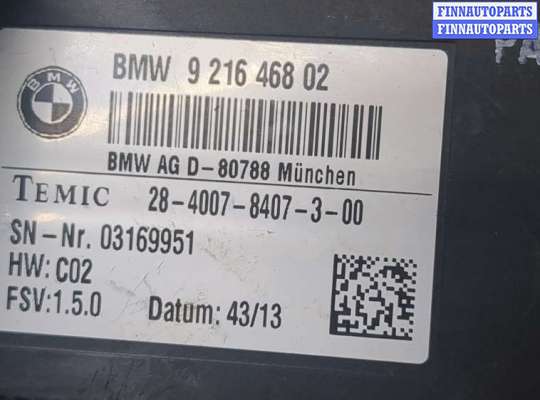 FINNAUTOPARTS
FINNAUTOPARTS
BMW
BMW 9 216 468 02
BMW AG D-80788 München
TEMIC 28-4007-8407-3-00
SN-Nr. 03169951
HW: C02
FSV:1.5.0 Datum: 43/13